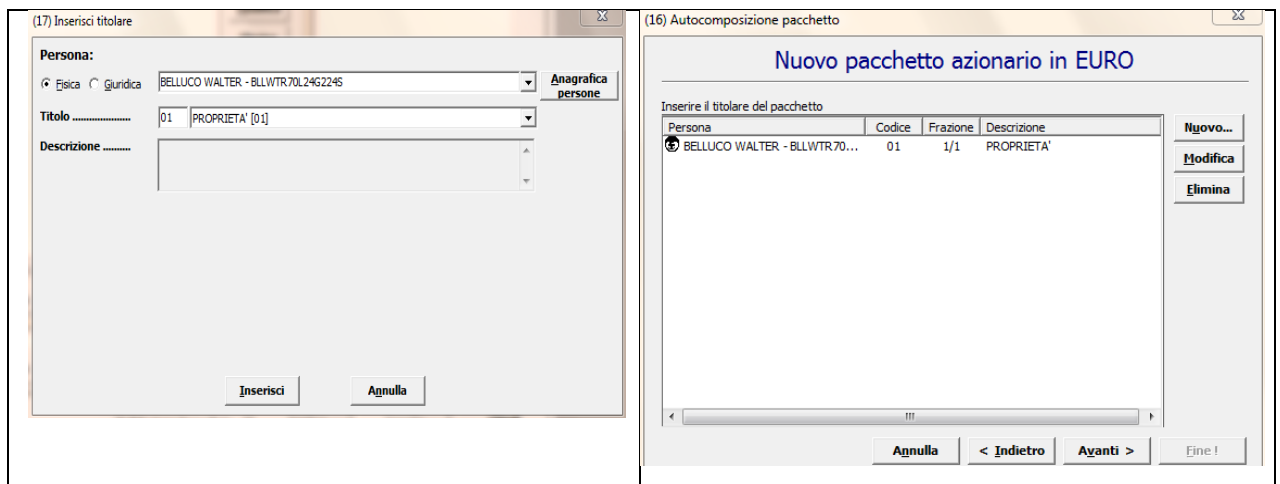 (17) Inserisci titolare
Persona:
Fisica Giuridica BELLUCO WALTER - BLLWTR70L24G224S Anagrafica persone
Titolo .................... 01 PROPRIETA' [01]
Descrizione .........
Inserisci Annulla
(16) Autocomposizione pacchetto
Nuovo pacchetto azionario in EURO
Inserire il titolare del pacchetto
Persona Codice Frazione Descrizione Nuovo...
BELLUCO WALTER - BLLWTR70... 01 1/1 PROPRIETA'
Modifica
Elimina
Annulla < Indietro Avanti > Fine !